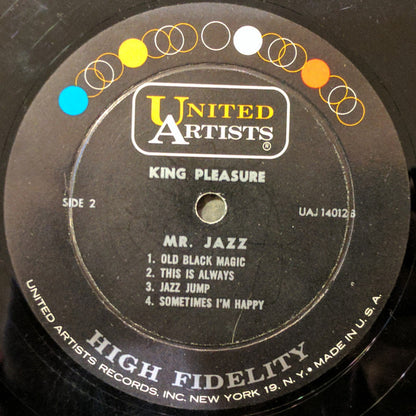 UNITED
ARTISTS
®
KING PLEASURE
SIDE 2
UAJ 14012B
MR. JAZZ
1. OLD BLACK MAGIC
2. THIS IS ALWAYS
3. JAZZ JUMP
4. SOMETIMES I'M HAPPY
HIGH FIDELITY
UNITED ARTISTS RECORDS, INC. NEW YORK 19, N.Y. • MADE IN U.S.A.